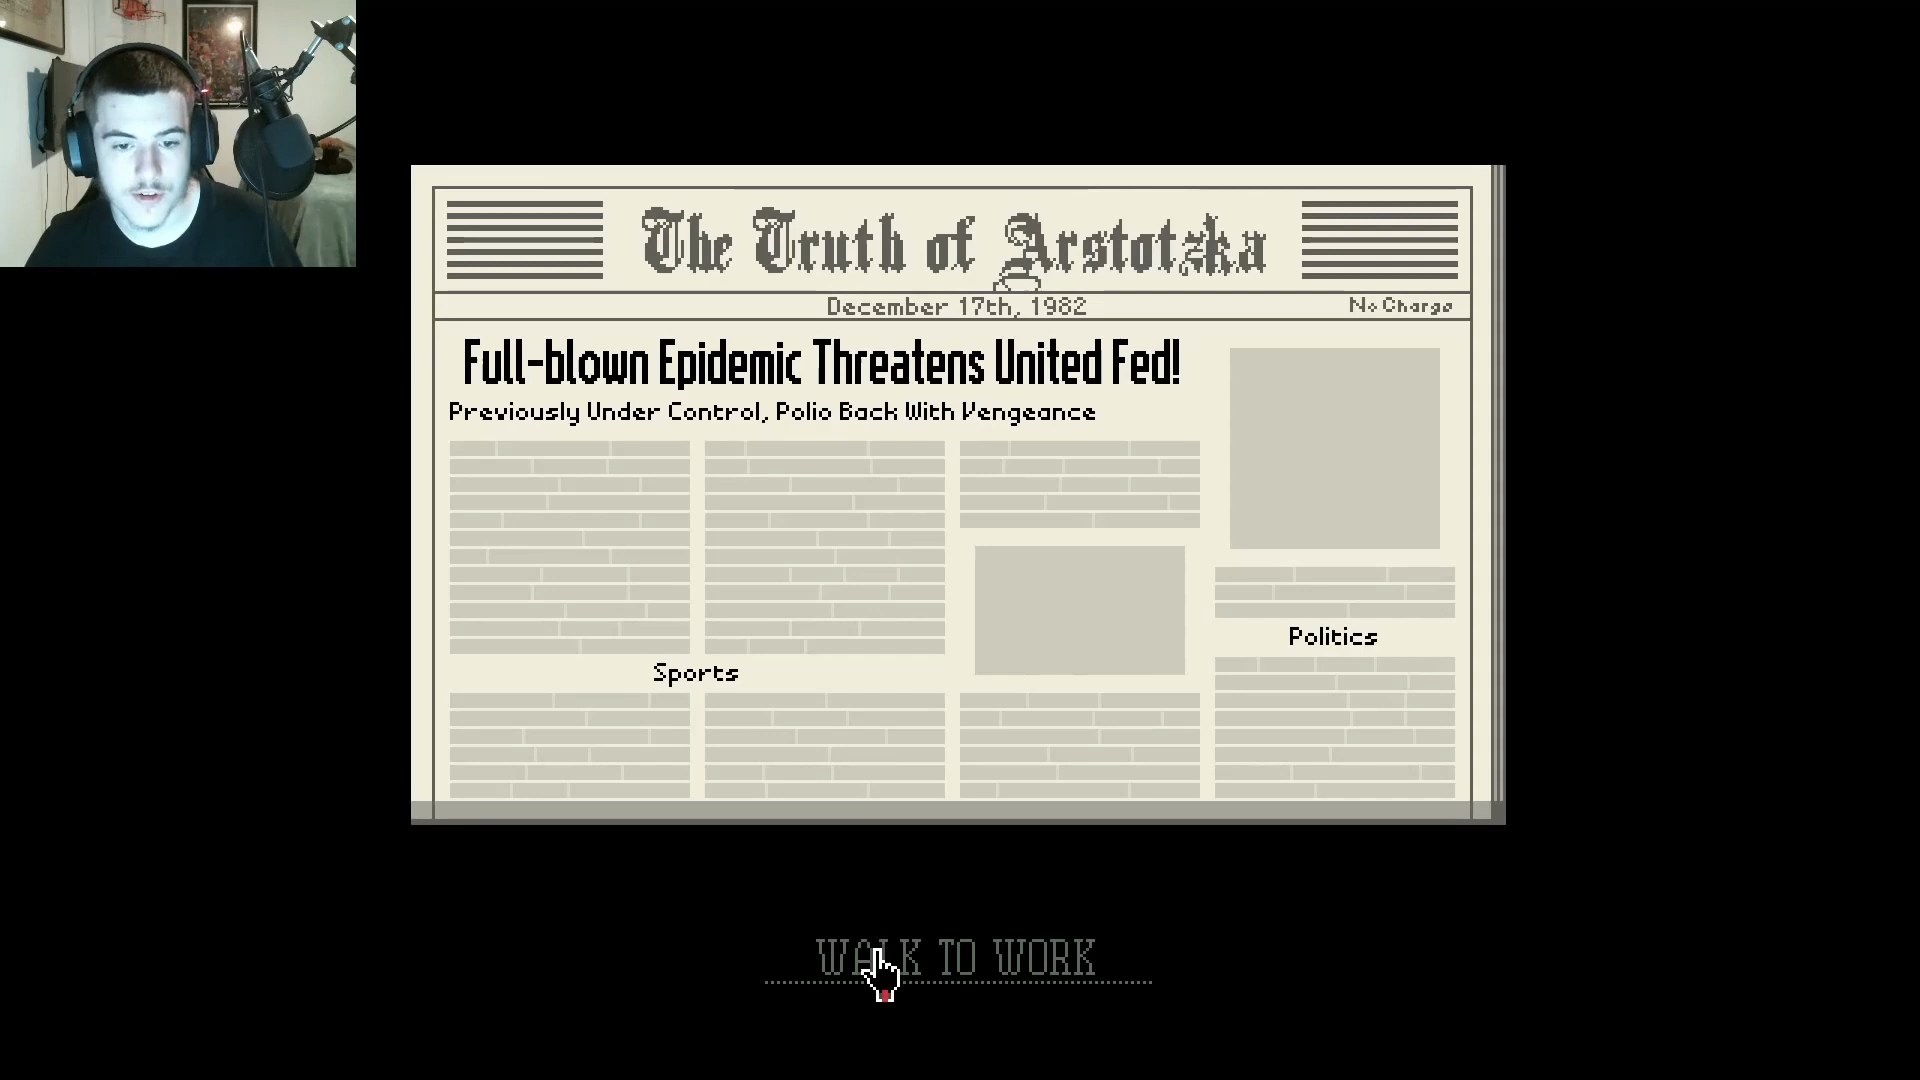 The Truth of Arstotzka
December 17th, 1982
No Charge
Full-blown Epidemic Threatens United Fed!
Previously Under Control, Polio Back With Vengeance
Politics
Sports
WALK TO WORK